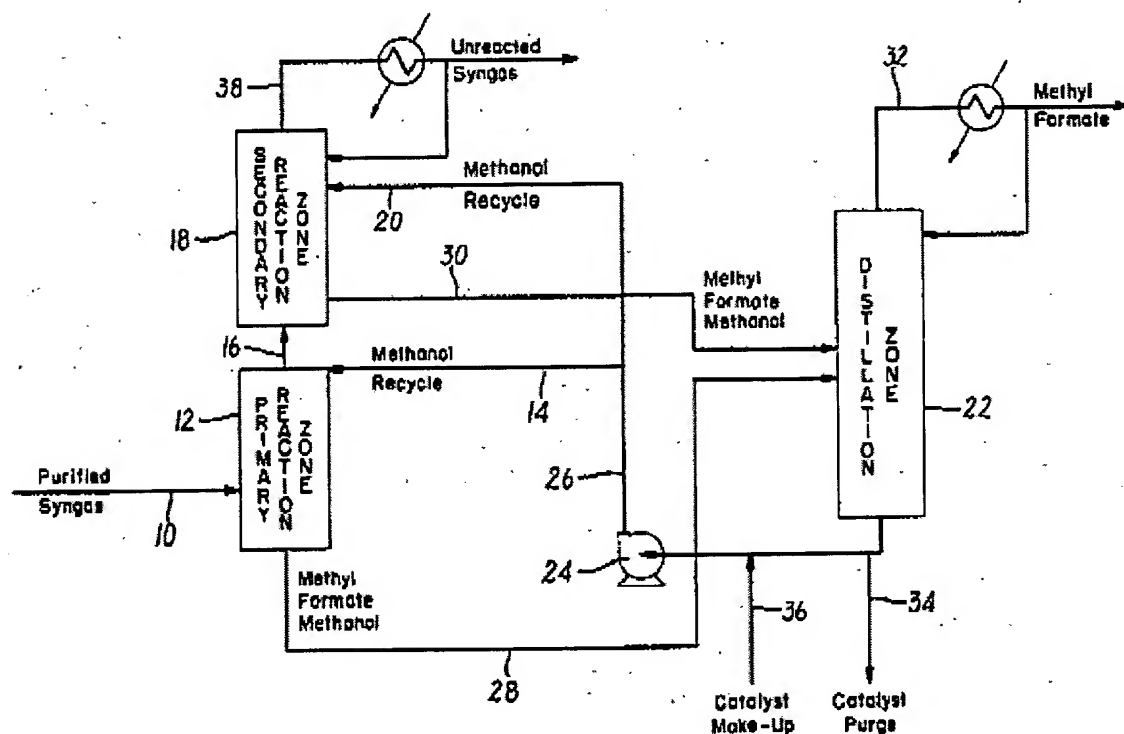 38
Unreacted
Syngas
32
Methyl
Formate
SECONDARY
REACTION
ZONE
18
Methanol
Recycle
20
30
Methyl
Formate
Methanol
DISTILLATION
ZONE
22
16
Methanol
Recycle
14
12
PRIMARY
REACTION
ZONE
Purified
Syngas
10
26
24
Methyl
Formate
Methanol
28
36
34
Catalyst
Make-Up
Catalyst
Purge